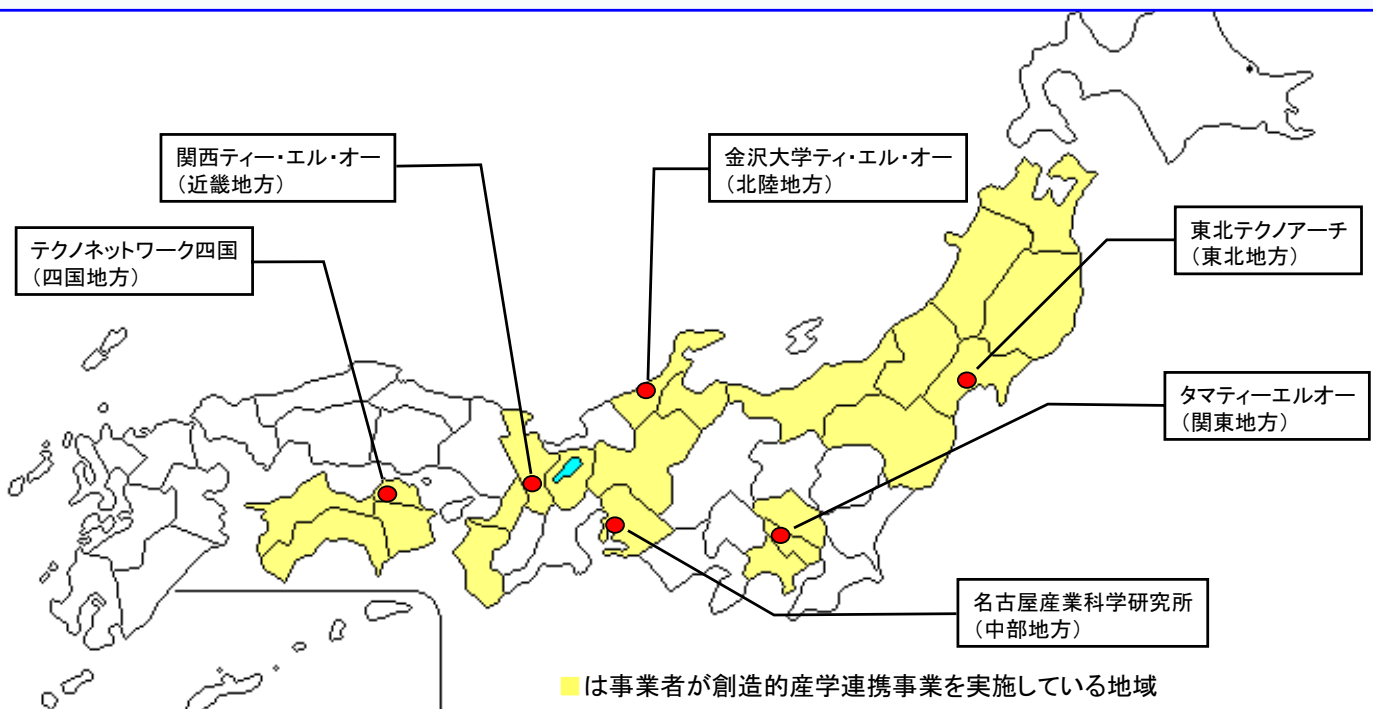 関西ティー・エル・オー
(近畿地方)
金沢大学ティ・エル・オー
(北陸地方)
東北テクノアーチ
(東北地方)
テクノネットワーク四国
(四国地方)
タマティーエルオー
(関東地方)
名古屋産業科学研究所
(中部地方)
は事業者が創造的産学連携事業を実施している地域